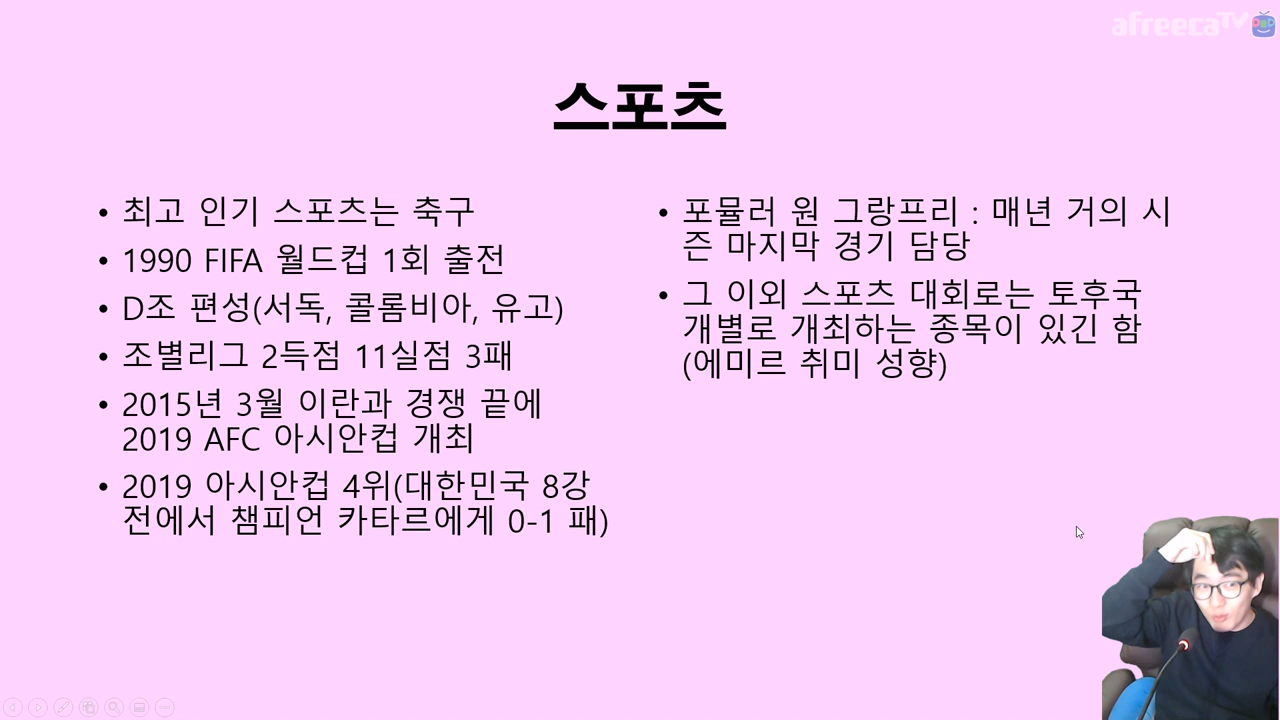 afreecaTV
스포츠
• 최고 인기 스포츠는 축구
• 1990 FIFA 월드컵 1회 출전
• D조 편성(서독, 콜롬비아, 유고)
• 조별리그 2득점 11실점 3패
• 2015년 3월 이란과 경쟁 끝에
2019 AFC 아시안컵 개최
• 2019 아시안컵 4위(대한민국 8강
전에서 챔피언 카타르에게 0-1 패)
• 포뮬러 원 그랑프리 : 매년 거의 시
즌 마지막 경기 담당
• 그 이외 스포츠 대회로는 토후국
개별로 개최하는 종목이 있긴 함
(에미르 취미 성향)